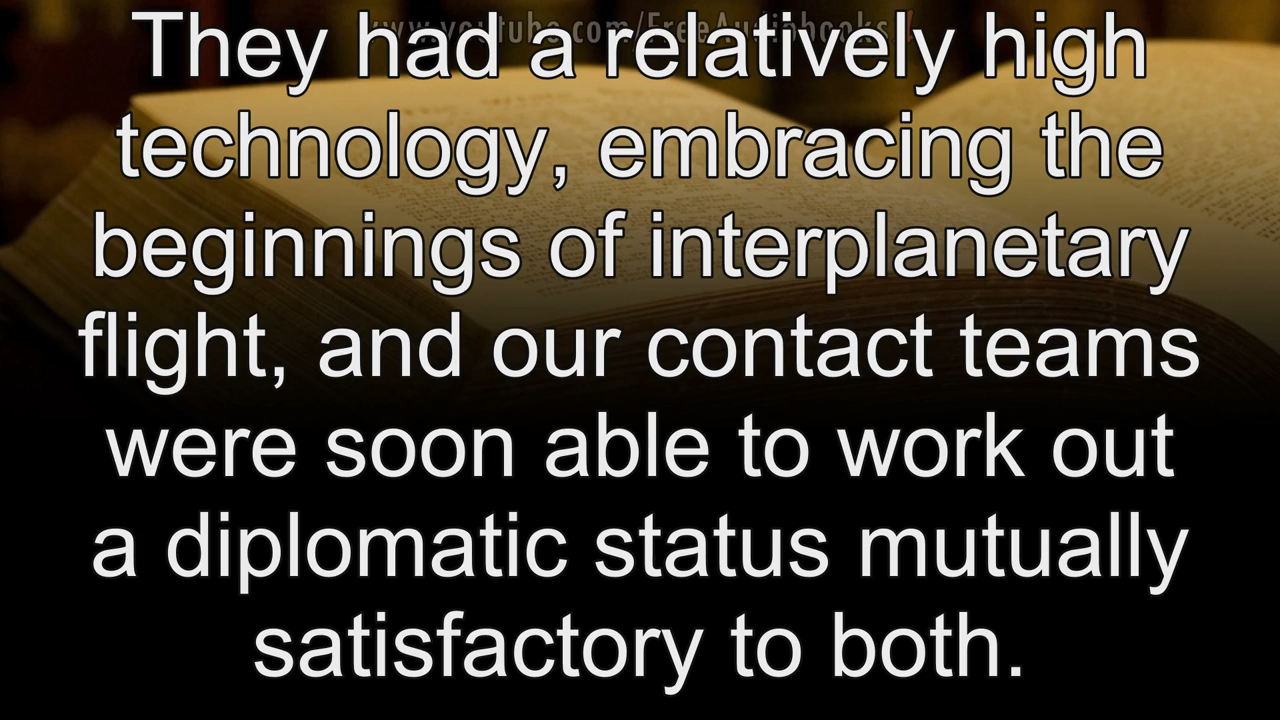 www.youtube.com/FreeAudiobooks
They had a relatively high
technology, embracing the
beginnings of interplanetary
flight, and our contact teams
were soon able to work out
a diplomatic status mutually
satisfactory to both.